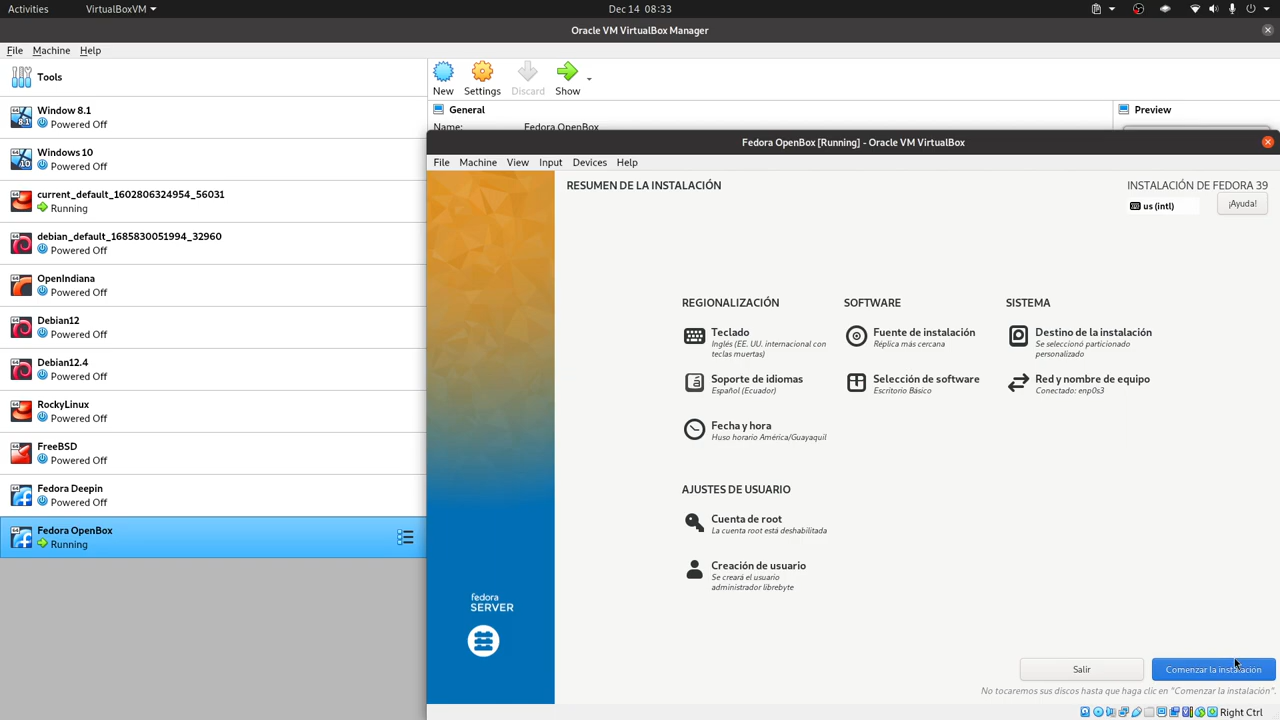 Activities
VirtualBoxVM
Dec 14 08:33
Oracle VM VirtualBox Manager
File Machine Help
Tools
New Settings Discard Show
General
Preview
Name: Fedora OpenBox
Window 8.1
Powered Off
Windows 10
Powered Off
current_default_1602806324954_56031
Running
debian_default_1685830051994_32960
Powered Off
OpenIndiana
Powered Off
Debian12
Powered Off
Debian12.4
Powered Off
RockyLinux
Powered Off
FreeBSD
Powered Off
Fedora Deepin
Powered Off
Fedora OpenBox
Running
Fedora OpenBox [Running] - Oracle VM VirtualBox
File Machine View Input Devices Help
RESUMEN DE LA INSTALACIÓN
INSTALACIÓN DE FEDORA 39
us (intl)
¡Ayuda!
REGIONALIZACIÓN
Teclado
Inglés (EE. UU. internacional con
teclas muertas)
Soporte de idiomas
Español (Ecuador)
Fecha y hora
Huso horario América/Guayaquil
SOFTWARE
Fuente de instalación
Réplica más cercana
Selección de software
Escritorio Básico
SISTEMA
Destino de la instalación
Se seleccionó particionado
personalizado
Red y nombre de equipo
Conectado: enp0s3
AJUSTES DE USUARIO
Cuenta de root
La cuenta root está deshabilitada
Creación de usuario
Se creará el usuario
administrador librebyte
fedora
SERVER
Salir
Comenzar la instalación
No tocaremos sus discos hasta que haga clic en "Comenzar la instalación".
Right Ctrl